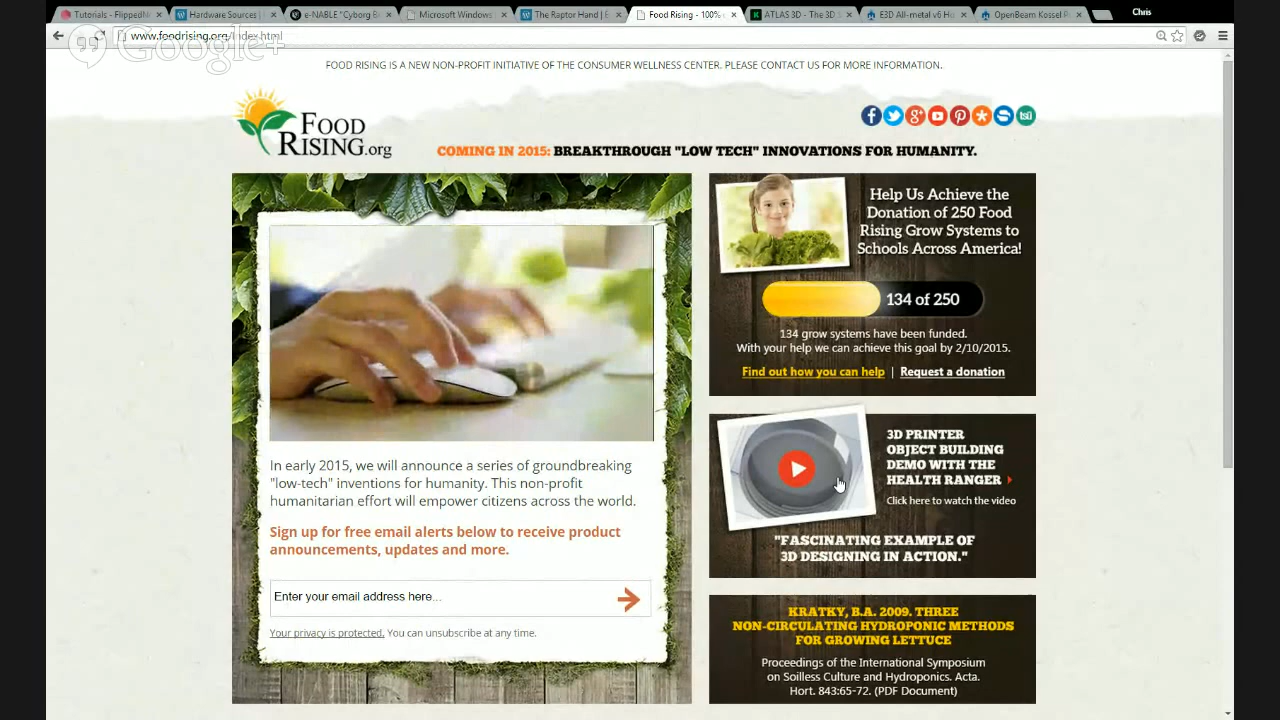 Tutorials - FlippedN
Hardware Sources |
e-NABLE "Cyborg B
Microsoft Windows
The Raptor Hand | E
Food Rising - 100%
ATLAS 3D - The 3D S
E3D All-metal v6 H
OpenBeam Kossel P
Chris
www.foodrising.org/index.html
Google+
FOOD RISING IS A NEW NON-PROFIT INITIATIVE OF THE CONSUMER WELLNESS CENTER. PLEASE CONTACT US FOR MORE INFORMATION.
FOOD
RISING.org
COMING IN 2015: BREAKTHROUGH "LOW TECH" INNOVATIONS FOR HUMANITY.
In early 2015, we will announce a series of groundbreaking
"low-tech" inventions for humanity. This non-profit
humanitarian effort will empower citizens across the world.
Sign up for free email alerts below to receive product
announcements, updates and more.
Enter your email address here...
Your privacy is protected. You can unsubscribe at any time.
Help Us Achieve the
Donation of 250 Food
Rising Grow Systems to
Schools Across America!
134 of 250
134 grow systems have been funded.
With your help we can achieve this goal by 2/10/2015.
Find out how you can help | Request a donation
3D PRINTER
OBJECT BUILDING
DEMO WITH THE
HEALTH RANGER
Click here to watch the video
"FASCINATING EXAMPLE OF
3D DESIGNING IN ACTION."
KRATKY, B.A. 2009. THREE
NON-CIRCULATING HYDROPONIC METHODS
FOR GROWING LETTUCE
Proceedings of the International Symposium
on Soilless Culture and Hydroponics. Acta.
Hort. 843:65-72. (PDF Document)